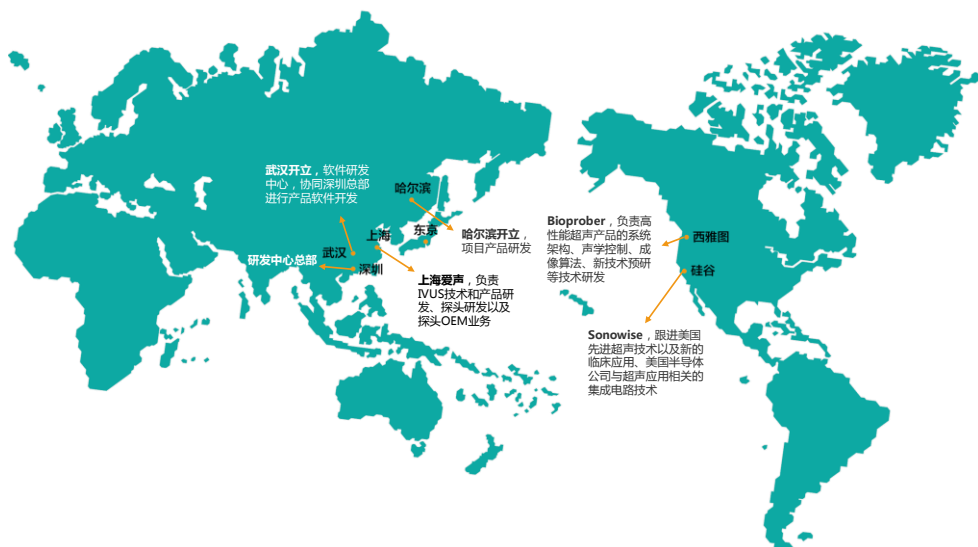 武汉开立，软件研发
中心，协同深圳总部
进行产品软件开发
哈尔滨
上海
东京
武汉
深圳
研发中心总部
哈尔滨开立，
项目产品研发
上海爱声，负责
IVUS技术和产品研
发、探头研发以及
探头OEM业务
Bioprober，负责高
性能超声产品的系统
架构、声学控制、成
像算法、新技术预研
等技术研发
西雅图
硅谷
Sonowise，跟进美国
先进超声技术以及新的
临床应用、美国半导体
公司与超声应用相关的
集成电路技术